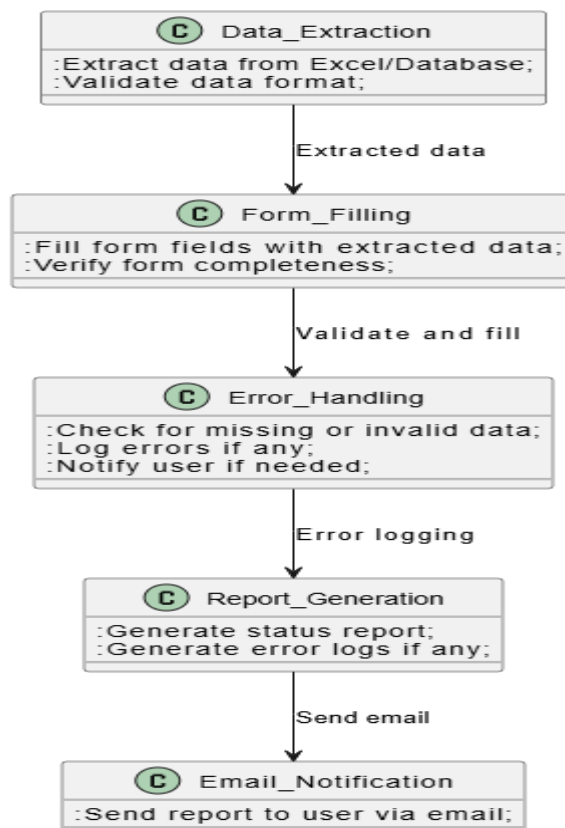 C Data_Extraction
:Extract data from Excel/Database;
:Validate data format;
Extracted data
C Form_Filling
:Fill form fields with extracted data;
:Verify form completeness;
Validate and fill
C Error_Handling
:Check for missing or invalid data;
:Log errors if any;
:Notify user if needed;
Error logging
C Report_Generation
:Generate status report;
:Generate error logs if any;
Send email
C Email_Notification
:Send report to user via email;